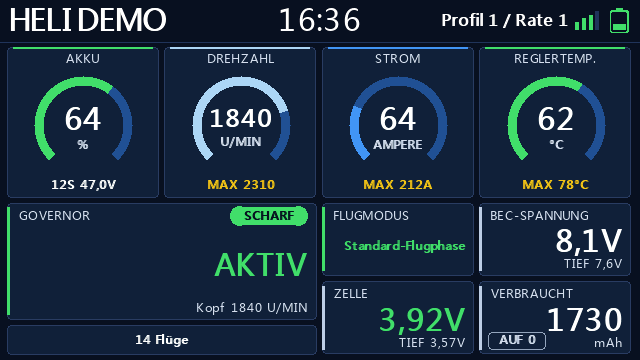 HELI DEMO
16:36
Profil 1 / Rate 1
AKKU
64
%
12S 47,0V
DREHZAHL
1840
U/MIN
MAX 2310
STROM
64
AMPERE
MAX 212A
REGLERTEMP.
62
°C
MAX 78°C
GOVERNOR
SCHARF
AKTIV
Kopf 1840 U/MIN
FLUGMODUS
Standard-Flugphase
BEC-SPANNUNG
8,1V
TIEF 7,6V
14 Flüge
ZELLE
3,92V
TIEF 3,57V
VERBRAUCHT
1730
AUF 0
mAh